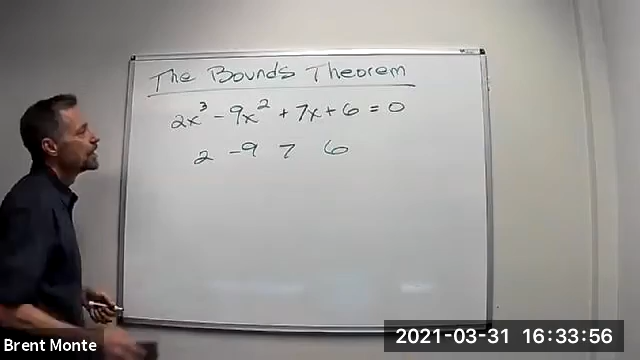 The Bounds Theorem
2x³ - 9x² + 7x + 6 = 0
2 -9 7 6
Brent Monte
2021-03-31 16:33:56